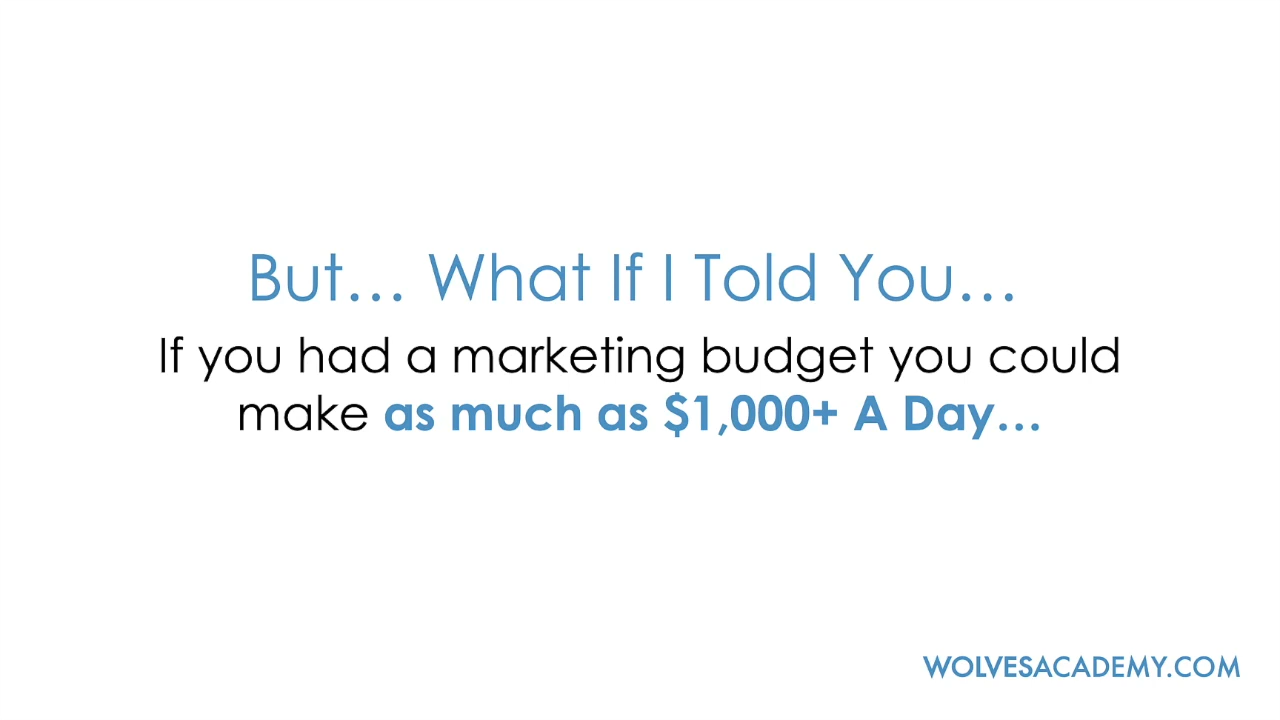 But... What If I Told You...
If you had a marketing budget you could
make as much as $1,000+ A Day...
WOLVESACADEMY.COM